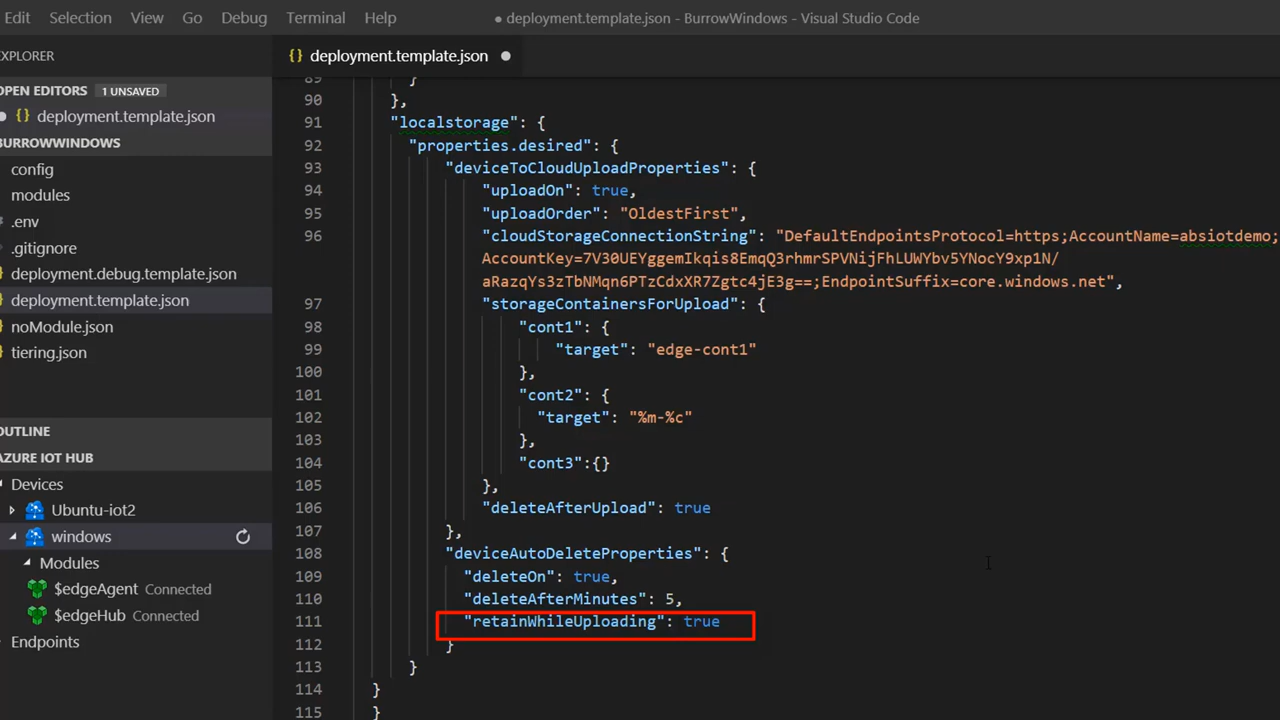 Edit Selection View Go Debug Terminal Help
● deployment.template.json - BurrowWindows - Visual Studio Code
EXPLORER
OPEN EDITORS 1 UNSAVED
{} deployment.template.json
BURROWWINDOWS
config
modules
.env
.gitignore
deployment.debug.template.json
deployment.template.json
noModule.json
tiering.json
OUTLINE
AZURE IOT HUB
Devices
Ubuntu-iot2
windows
Modules
$edgeAgent Connected
$edgeHub Connected
Endpoints
{} deployment.template.json ●
89 }
90 },
91 "localstorage": {
92 "properties.desired": {
93 "deviceToCloudUploadProperties": {
94 "uploadOn": true,
95 "uploadOrder": "OldestFirst",
96 "cloudStorageConnectionString": "DefaultEndpointsProtocol=https;AccountName=absiotdemo;
AccountKey=7V30UEYggemIkqis8EmqQ3rhmrSPVNijFhLUWYbv5YNocY9xp1N/
aRazqYs3zTbNMqn6PTzCdxXR7Zgtc4jE3g==;EndpointSuffix=core.windows.net",
97 "storageContainersForUpload": {
98 "cont1": {
99 "target": "edge-cont1"
100 },
101 "cont2": {
102 "target": "%m-%c"
103 },
104 "cont3":{}
105 },
106 "deleteAfterUpload": true
107 },
108 "deviceAutoDeleteProperties": {
109 "deleteOn": true,
110 "deleteAfterMinutes": 5,
111 "retainWhileUploading": true
112 }
113 }
114 }
115 }